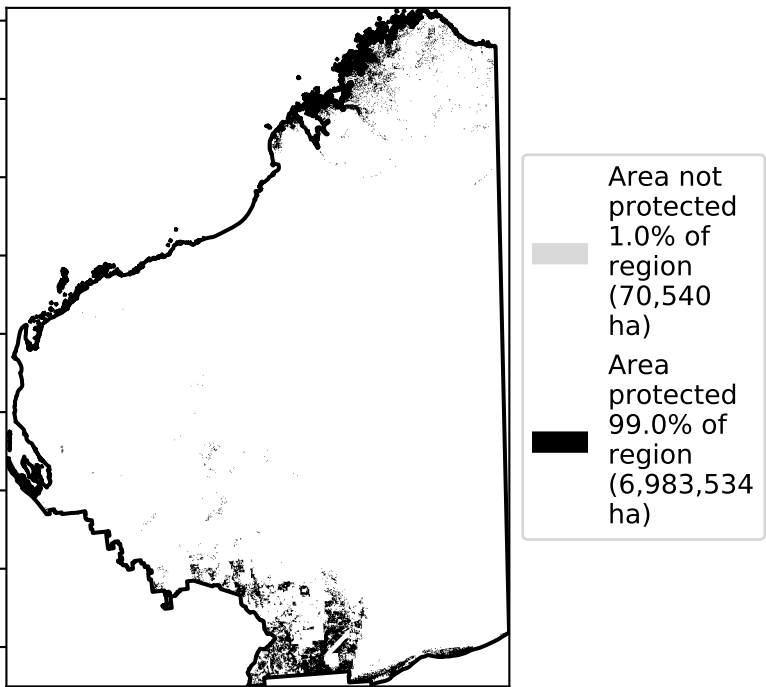 Area not
protected
1.0% of
region
(70,540
ha)
Area
protected
99.0% of
region
(6,983,534
ha)